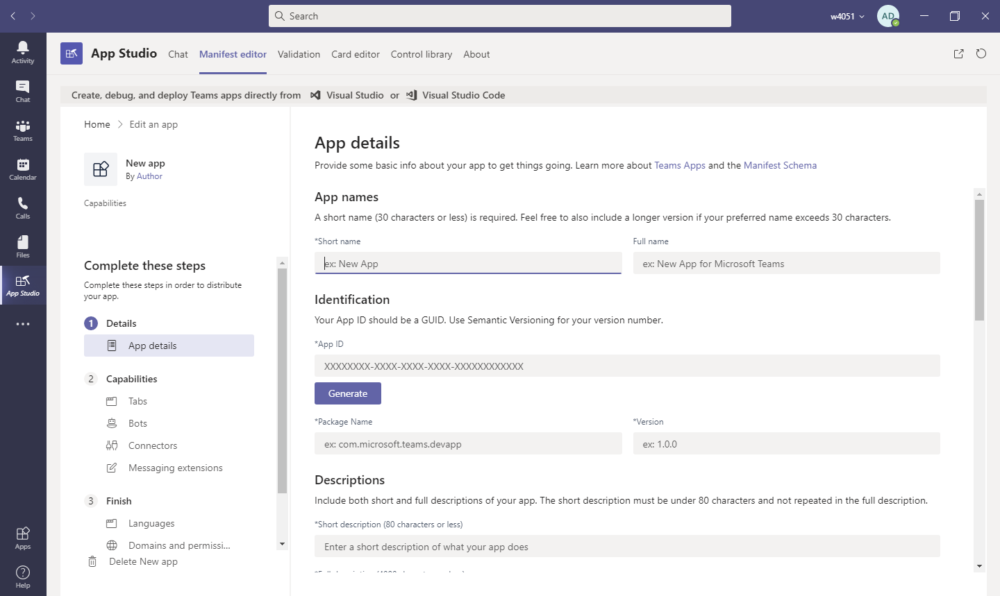 Search
w4051
AD
Activity
Chat
Teams
Calendar
Calls
Files
App Studio
Apps
Help
App Studio
Chat
Manifest editor
Validation
Card editor
Control library
About
Create, debug, and deploy Teams apps directly from Visual Studio or Visual Studio Code
Home
Edit an app
New app
By Author
Capabilities
Complete these steps
Complete these steps in order to distribute
your app.
1 Details
App details
2 Capabilities
Tabs
Bots
Connectors
Messaging extensions
3 Finish
Languages
Domains and permissi...
Delete New app
App details
Provide some basic info about your app to get things going. Learn more about Teams Apps and the Manifest Schema
App names
A short name (30 characters or less) is required. Feel free to also include a longer version if your preferred name exceeds 30 characters.
*Short name
Full name
ex: New App
ex: New App for Microsoft Teams
Identification
Your App ID should be a GUID. Use Semantic Versioning for your version number.
*App ID
XXXXXXXX-XXXX-XXXX-XXXX-XXXXXXXXXXXX
Generate
*Package Name
*Version
ex: com.microsoft.teams.devapp
ex: 1.0.0
Descriptions
Include both short and full descriptions of your app. The short description must be under 80 characters and not repeated in the full description.
*Short description (80 characters or less)
Enter a short description of what your app does